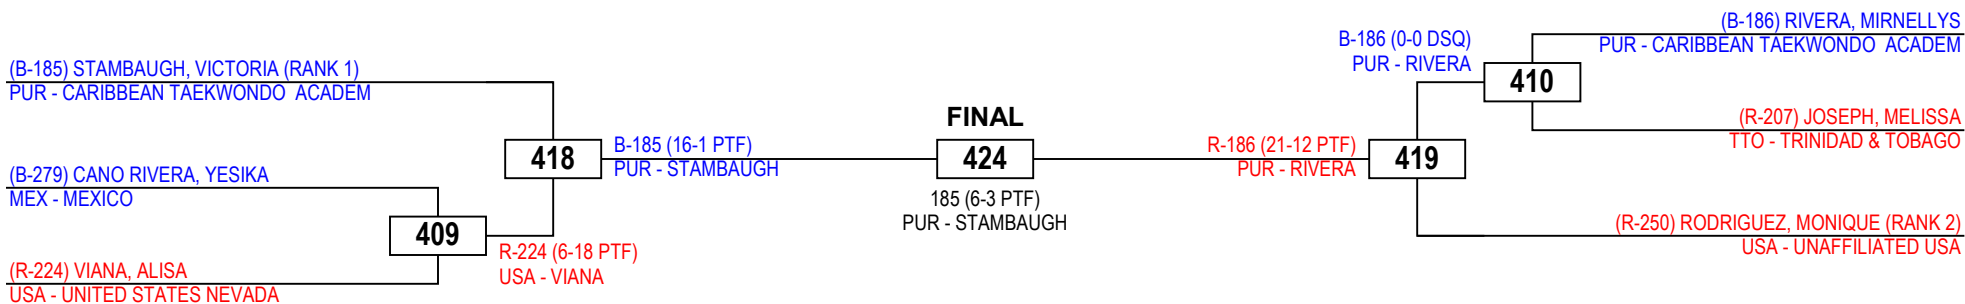 (B-185) STAMBAUGH, VICTORIA (RANK 1)
PUR - CARIBBEAN TAEKWONDO  ACADEM
(B-279) CANO RIVERA, YESIKA
MEX - MEXICO
409
(R-224) VIANA, ALISA
USA - UNITED STATES NEVADA
R-224 (6-18 PTF)
USA - VIANA
418
B-185 (16-1 PTF)
PUR - STAMBAUGH
FINAL
424
185 (6-3 PTF)
PUR - STAMBAUGH
R-186 (21-12 PTF)
PUR - RIVERA
419
B-186 (0-0 DSQ)
PUR - RIVERA
410
(B-186) RIVERA, MIRNELLYS
PUR - CARIBBEAN TAEKWONDO  ACADEM
(R-207) JOSEPH, MELISSA
TTO - TRINIDAD & TOBAGO
(R-250) RODRIGUEZ, MONIQUE (RANK 2)
USA - UNAFFILIATED USA